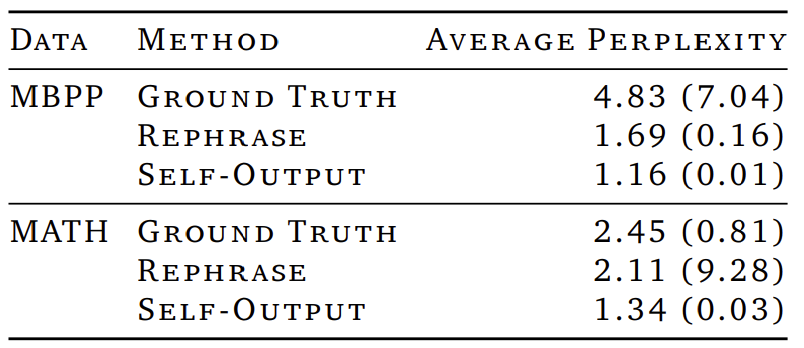 Data Method Average Perplexity
MBPP Ground Truth 4.83 (7.04)
Rephrase 1.69 (0.16)
Self-Output 1.16 (0.01)
MATH Ground Truth 2.45 (0.81)
Rephrase 2.11 (9.28)
Self-Output 1.34 (0.03)